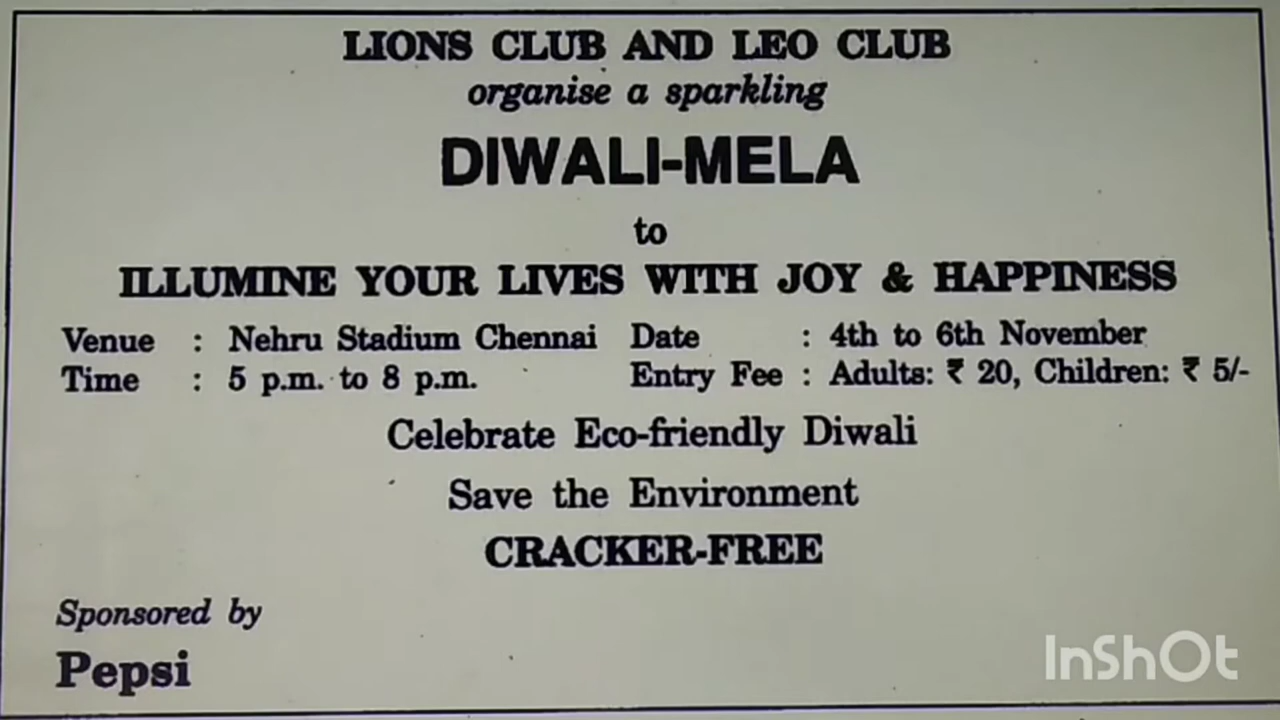 LIONS CLUB AND LEO CLUB
organise a sparkling
DIWALI-MELA
to
ILLUMINE YOUR LIVES WITH JOY & HAPPINESS
Venue : Nehru Stadium Chennai Date : 4th to 6th November
Time : 5 p.m. to 8 p.m. Entry Fee : Adults: ₹ 20, Children: ₹ 5/-
Celebrate Eco-friendly Diwali
Save the Environment
CRACKER-FREE
Sponsored by
Pepsi
InShOt